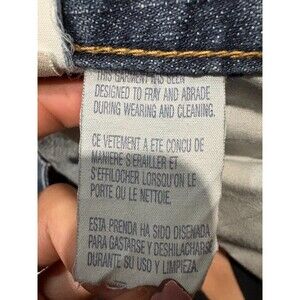 THIS GARMENT HAS BEEN
DESIGNED TO FRAY AND ABRADE
DURING WEARING AND CLEANING.
CE VETEMENT A ETE CONCU DE
MANIERE S'ERAILLER ET
S'EFFILOCHER LORSQU'ON LE
PORTE OU LE NETTOIE.
ESTA PRENDA HA SIDO DISENADA
PARA GASTARSE Y DESHILACHARSE
DURANTE SU USO Y LIMPIEZA.